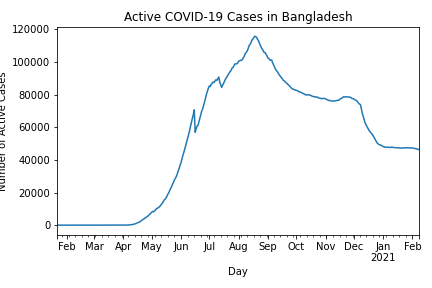 Active COVID-19 Cases in Bangladesh
120000
100000
80000
60000
40000
20000
0
Number of Active Cases
Feb Mar Apr May Jun Jul Aug Sep Oct Nov Dec Jan Feb
2021
Day